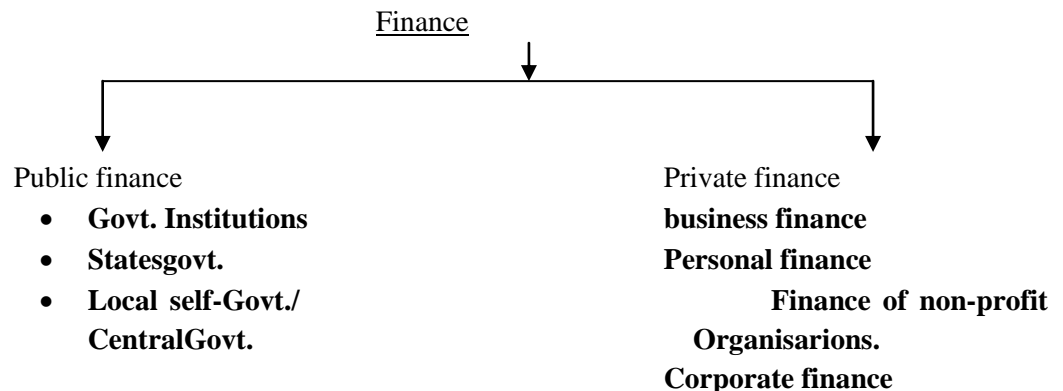 Finance
Public finance
• Govt. Institutions
• Statesgovt.
• Local self-Govt./
CentralGovt.
Private finance
business finance
Personal finance
Finance of non-profit
Organisarions.
Corporate finance